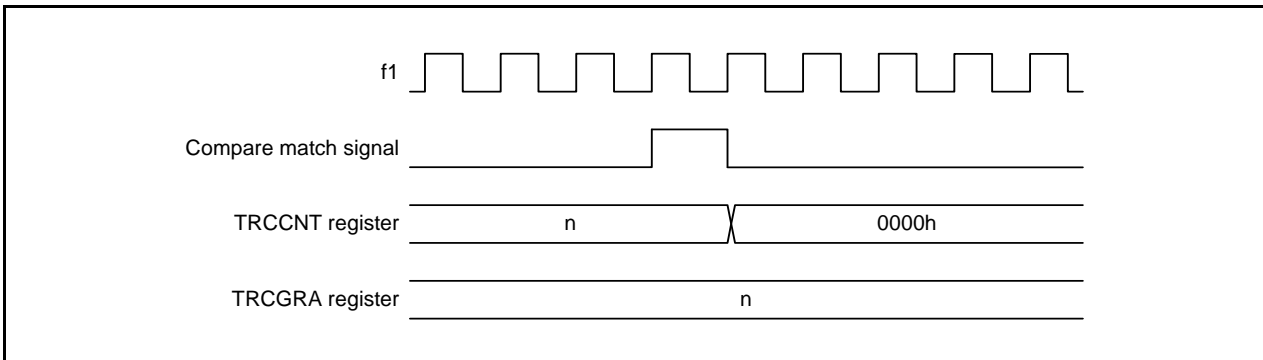 f1
Compare match signal
TRCCNT register n 0000h
TRCGRA register n